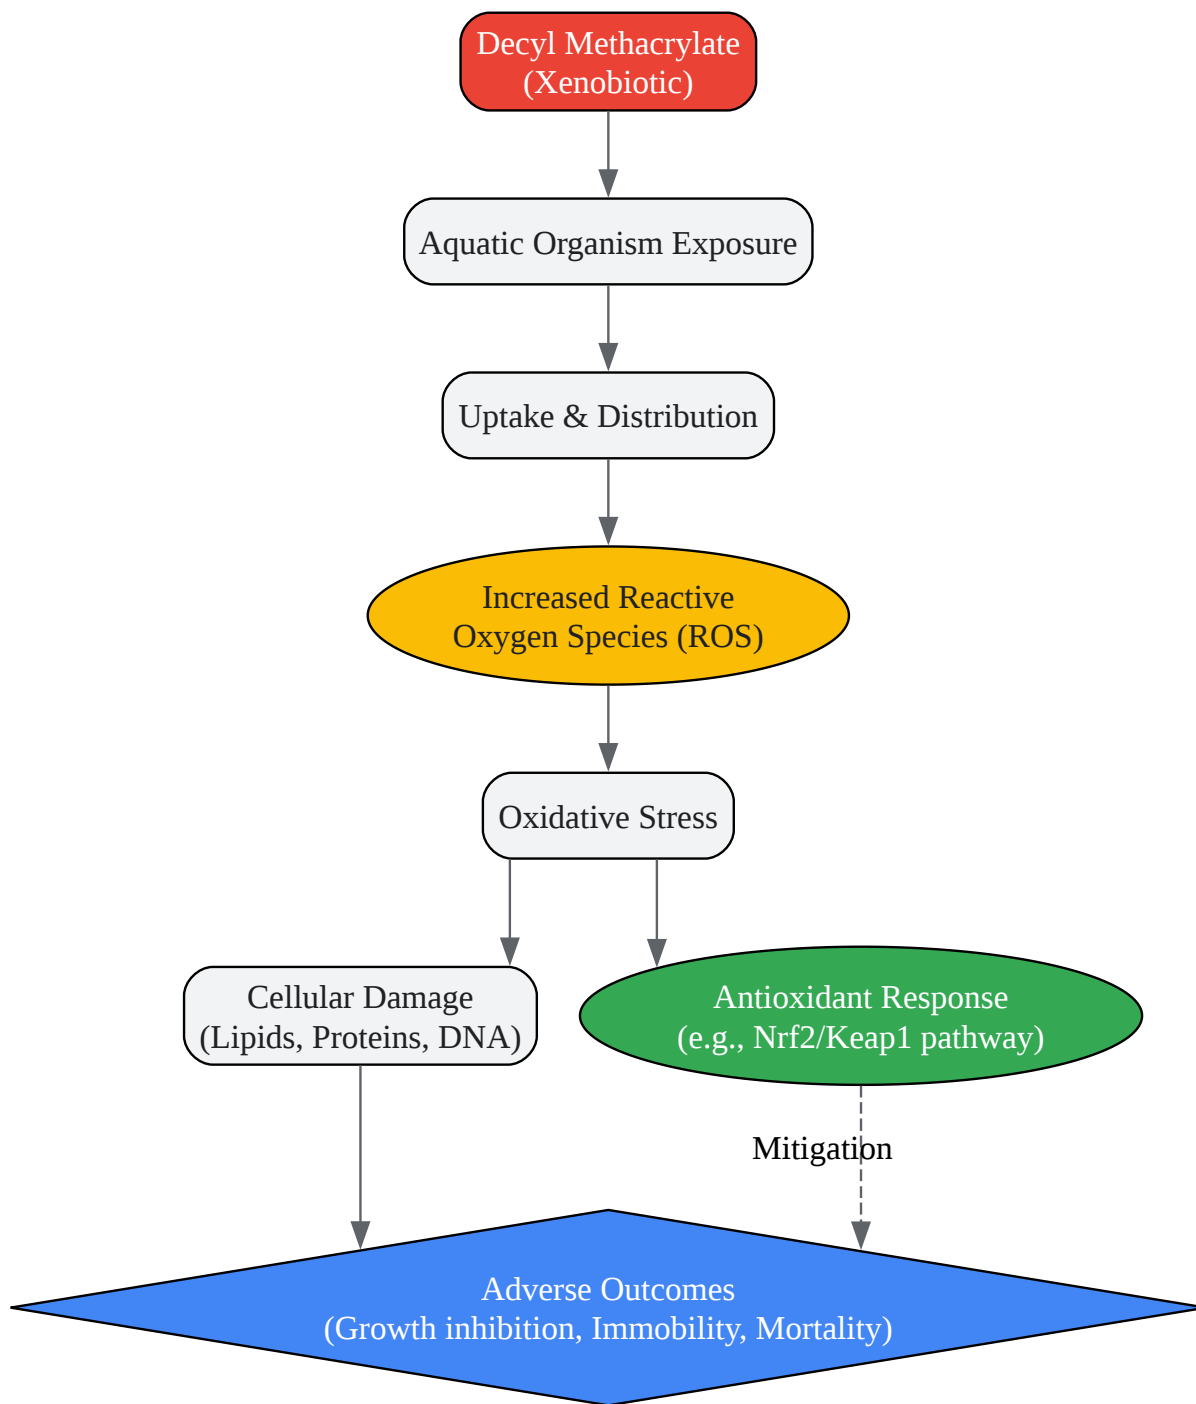 Decyl Methacrylate
(Xenobiotic)
Aquatic Organism Exposure
Uptake & Distribution
Increased Reactive
Oxygen Species (ROS)
Oxidative Stress
Cellular Damage
(Lipids, Proteins, DNA)
Antioxidant Response
(e.g., Nrf2/Keap1 pathway)
Mitigation
Adverse Outcomes
(Growth inhibition, Immobility, Mortality)